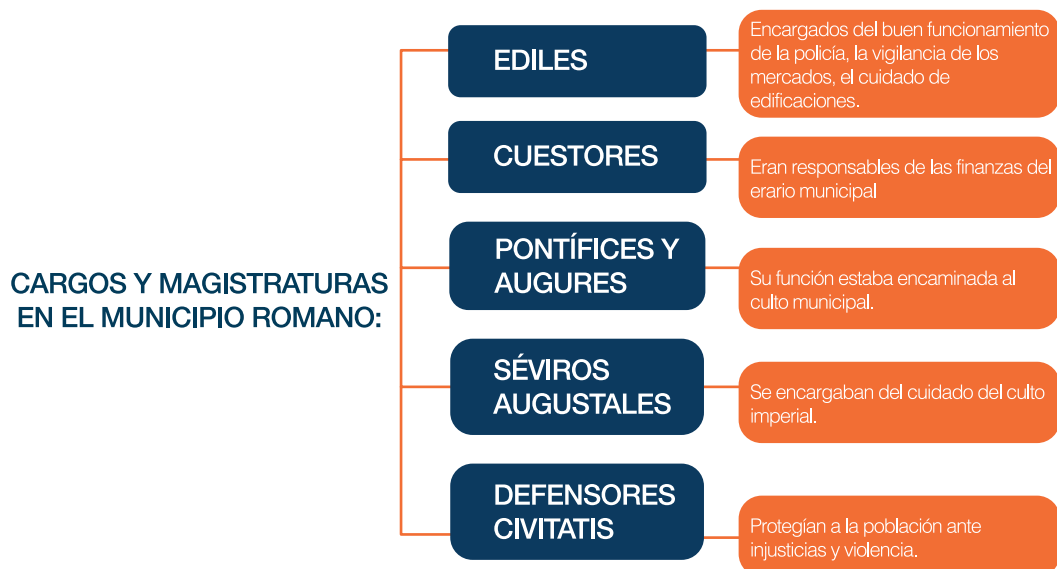 CARGOS Y MAGISTRATURAS
EN EL MUNICIPIO ROMANO:
EDILES
Encargados del buen funcionamiento
de la policía, la vigilancia de los
mercados, el cuidado de
edificaciones.
CUESTORES
Eran responsables de las finanzas del
erario municipal
PONTÍFICES Y
AUGURES
Su función estaba encaminada al
culto municipal.
SÉVIROS
AUGUSTALES
Se encargaban del cuidado del culto
imperial.
DEFENSORES
CIVITATIS
Protegían a la población ante
injusticias y violencia.